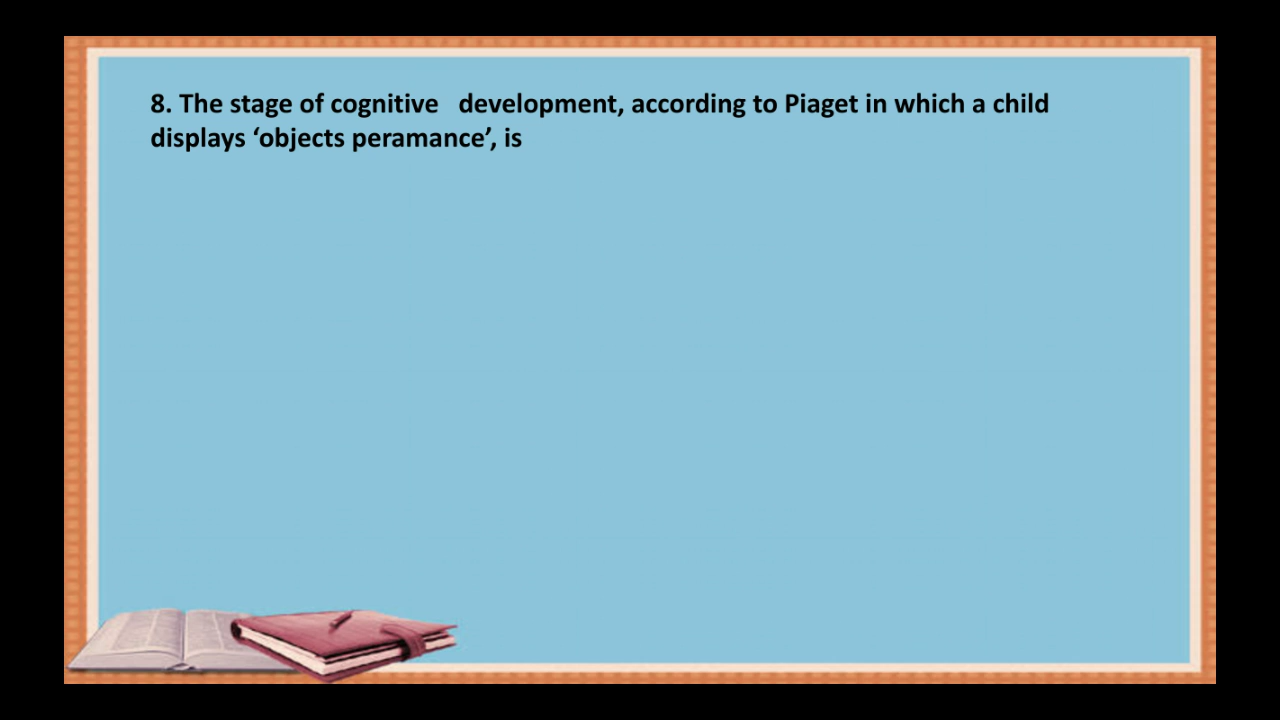 8. The stage of cognitive   development, according to Piaget in which a child
displays ‘objects peramance’, is